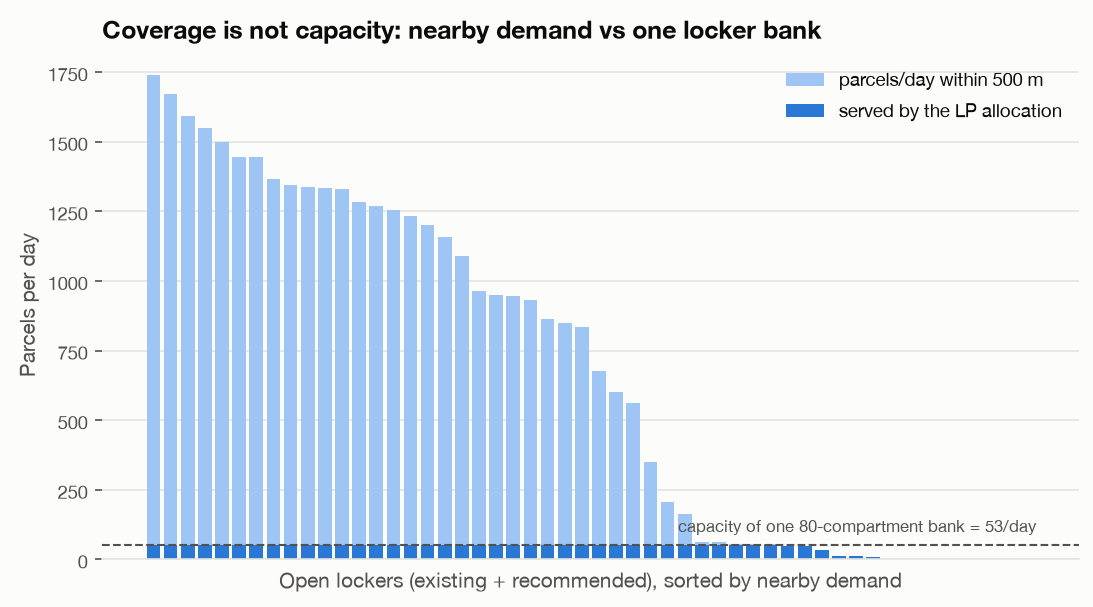 Coverage is not capacity: nearby demand vs one locker bank
parcels/day within 500 m
served by the LP allocation
Parcels per day
1750
1500
1250
1000
750
500
250
0
capacity of one 80-compartment bank = 53/day
Open lockers (existing + recommended), sorted by nearby demand